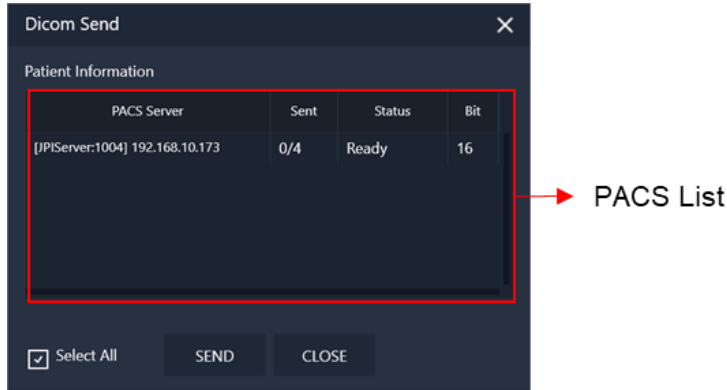 Dicom Send
Patient Information
PACS Server Sent Status Bit
[JPIServer:1004] 192.168.10.173 0/4 Ready 16
PACS List
Select All SEND CLOSE